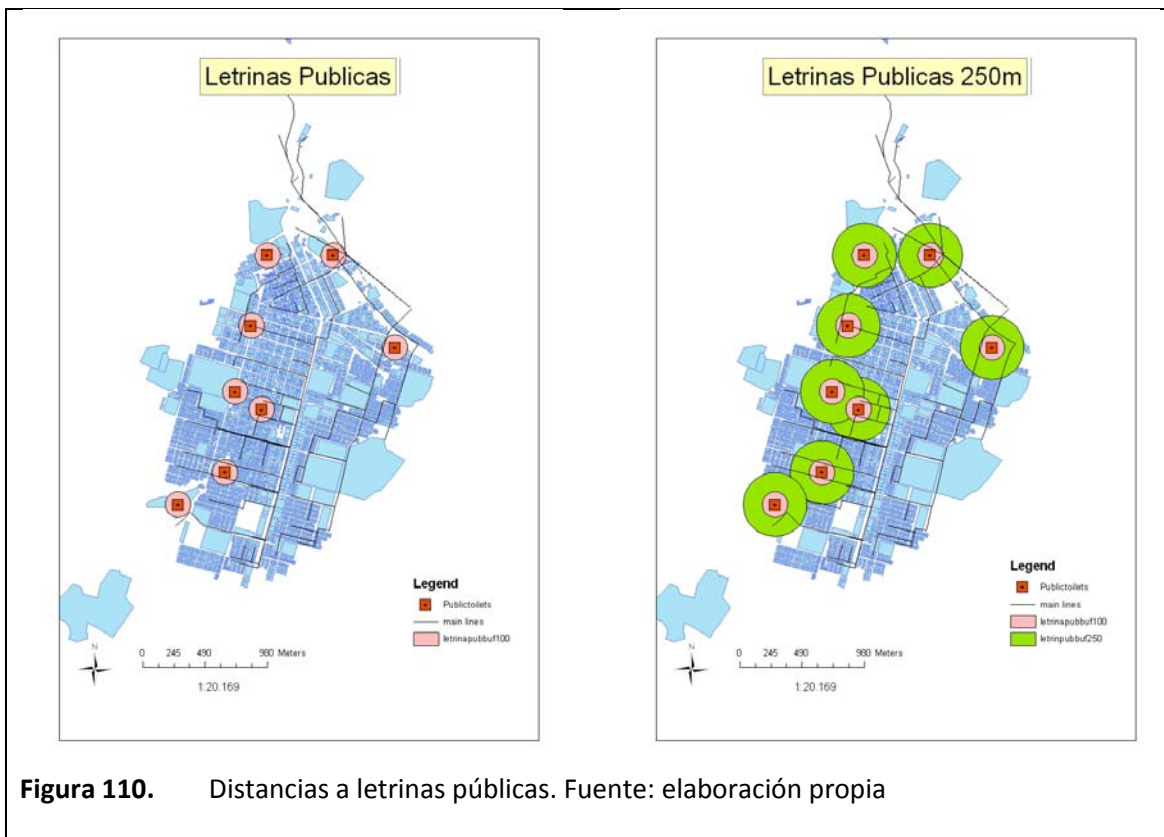 Letrinas Publicas
N
0 245 490 980 Meters
1:20.169
Legend
Publictoilets
main lines
letrinapubbuf100
Letrinas Publicas 250m
N
0 245 490 980 Meters
1:20.169
Legend
Publictoilets
main lines
letrinapubbuf100
letrinpubbuf250
Figura 110. Distancias a letrinas públicas. Fuente: elaboración propia